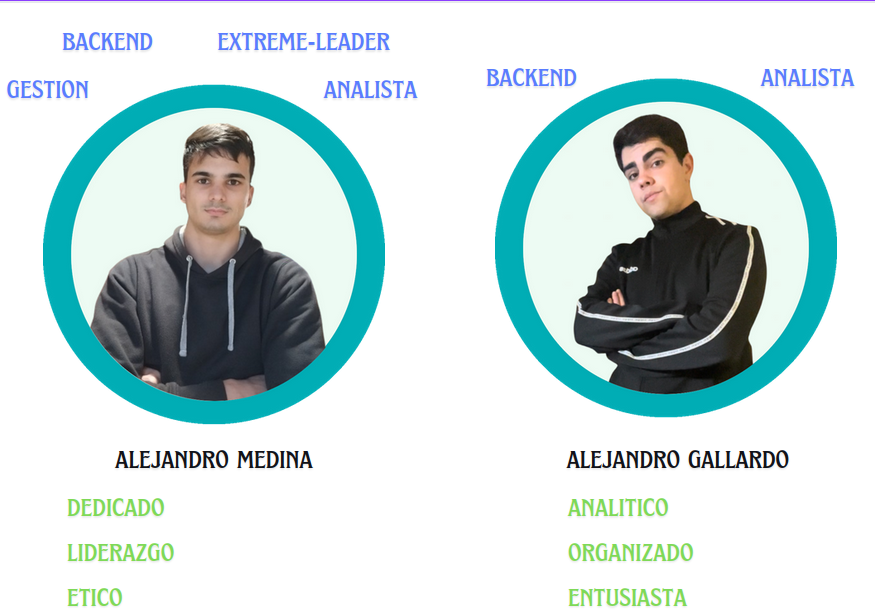 BACKEND EXTREME-LEADER
GESTION ANALISTA
BACKEND ANALISTA
ALEJANDRO MEDINA
DEDICADO
LIDERAZGO
ETICO
ALEJANDRO GALLARDO
ANALITICO
ORGANIZADO
ENTUSIASTA